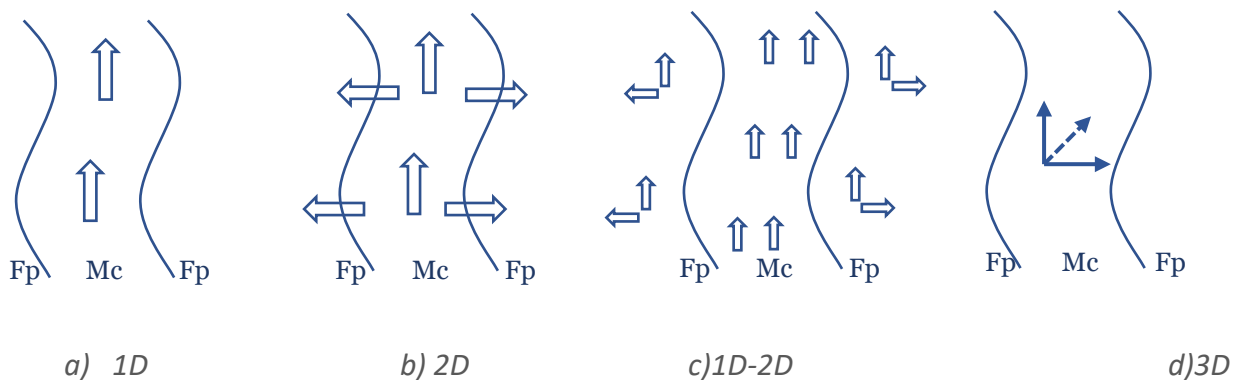 Fp Mc Fp
Fp Mc Fp
Fp Mc Fp
Fp Mc Fp
a) 1D
b) 2D
c)1D-2D
d)3D